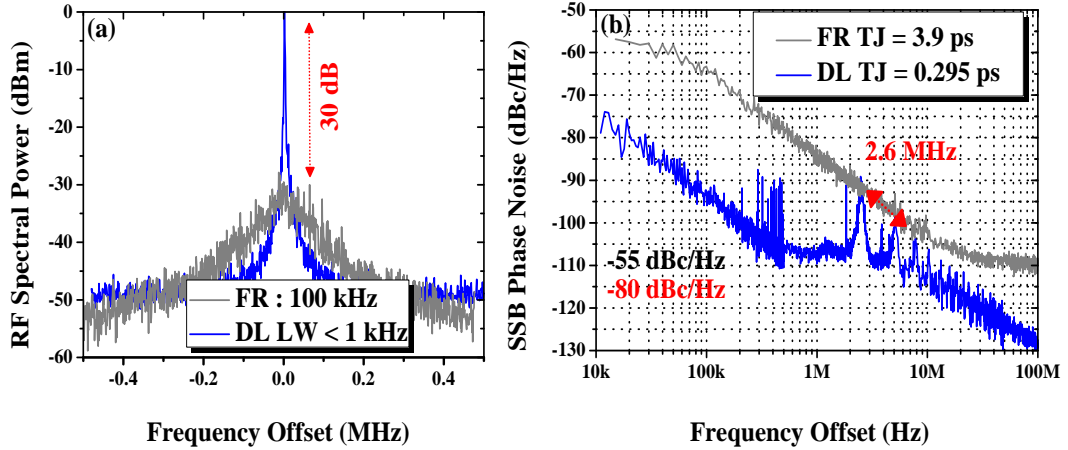 (a)
0
-10
-20
-30
-40
-50
-60
-0.4
-0.2
0.0
0.2
0.4
RF Spectral Power (dBm)
Frequency Offset (MHz)
30 dB
FR : 100 kHz
DL LW < 1 kHz
(b)
-50
-60
-70
-80
-90
-100
-110
-120
-130
10k
100k
1M
10M
100M
SSB Phase Noise (dBc/Hz)
Frequency Offset (Hz)
FR TJ = 3.9 ps
DL TJ = 0.295 ps
2.6 MHz
-55 dBc/Hz
-80 dBc/Hz